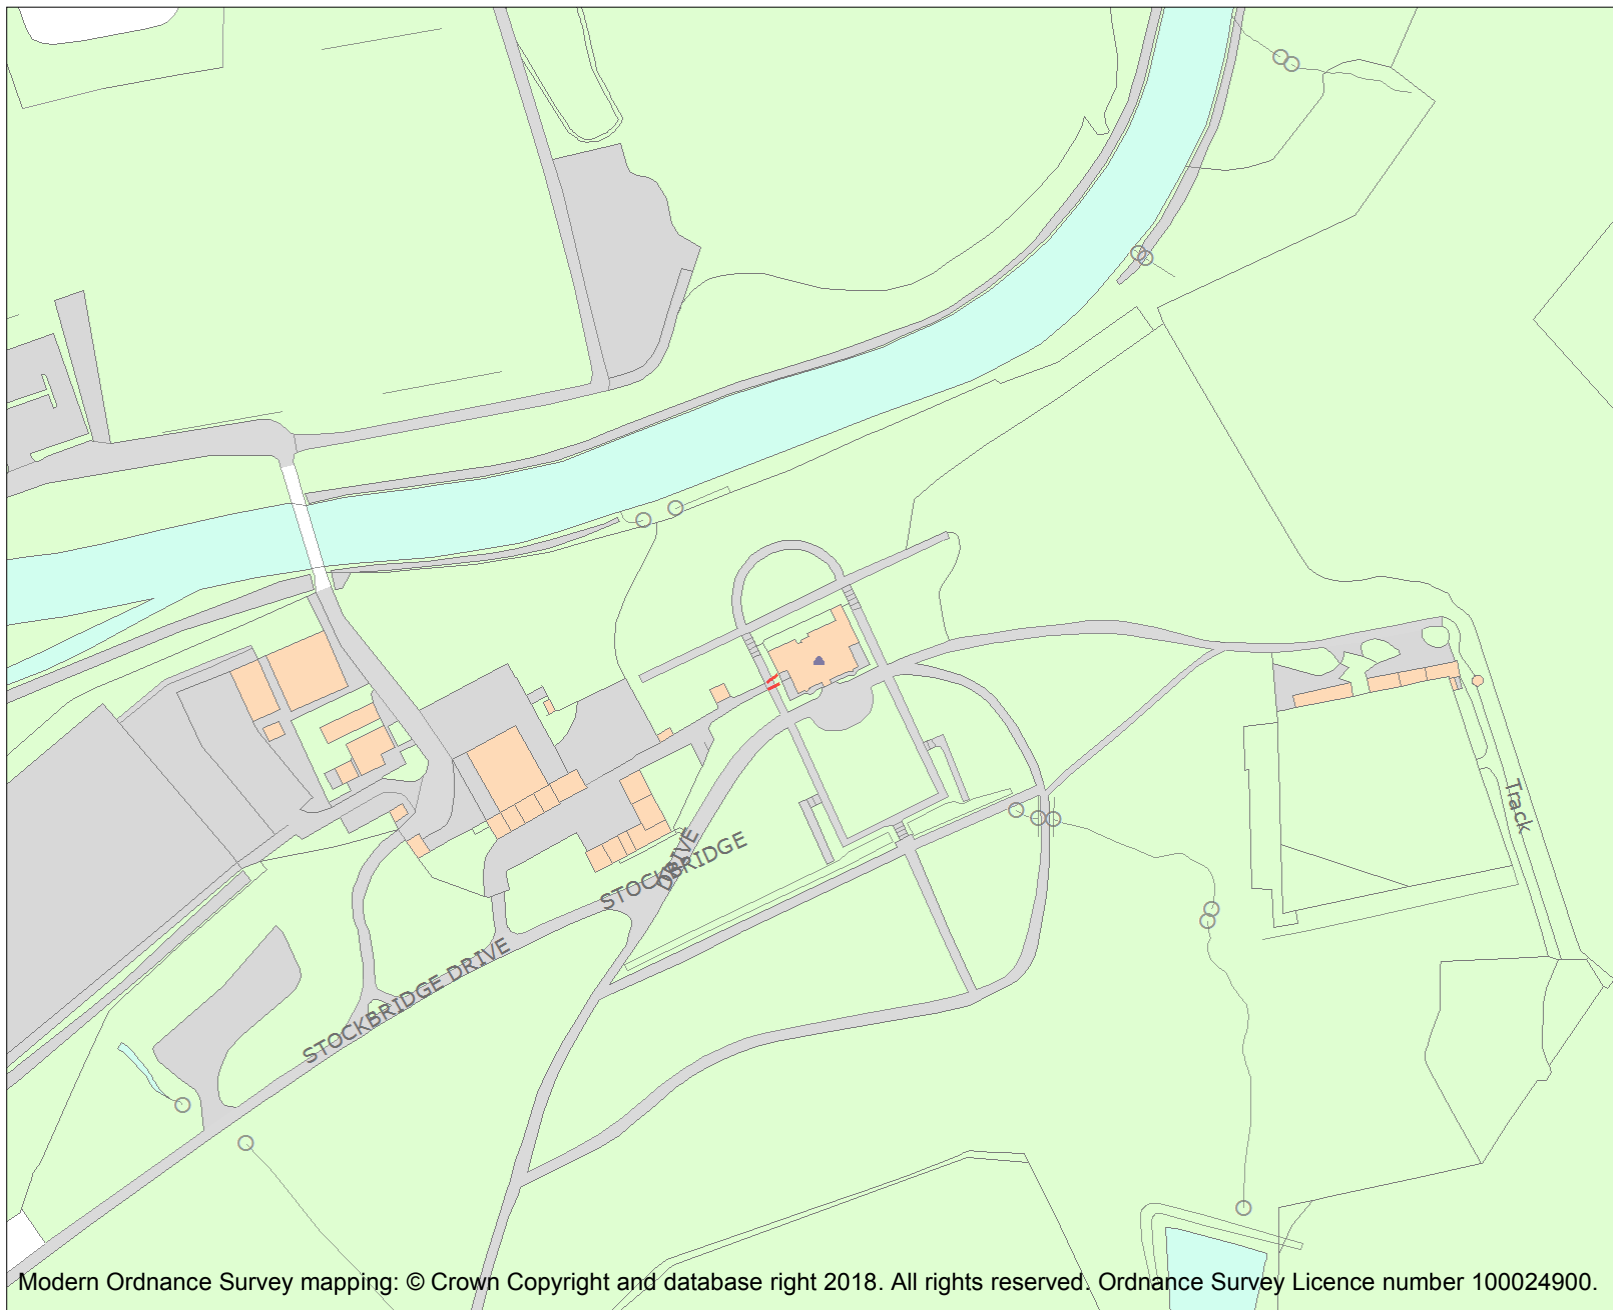 Track
STOCKBRIDGE
DRIVE
STOCKBRIDGE DRIVE
Modern Ordnance Survey mapping: © Crown Copyright and database right 2018. All rights reserved. Ordnance Survey Licence number 100024900.